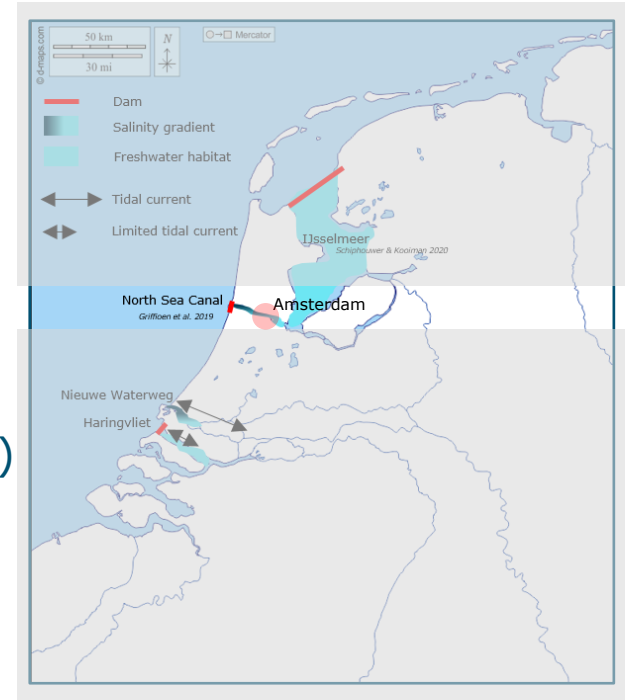 50 km
30 mi
N
Mercator
© d-maps.com
Dam
Salinity gradient
Freshwater habitat
Tidal current
Limited tidal current
IJsselmeer
Schiphouwer & Kooiman 2020
North Sea Canal
Amsterdam
Griffioen et al. 2019
Nieuwe Waterweg
Haringvliet
)